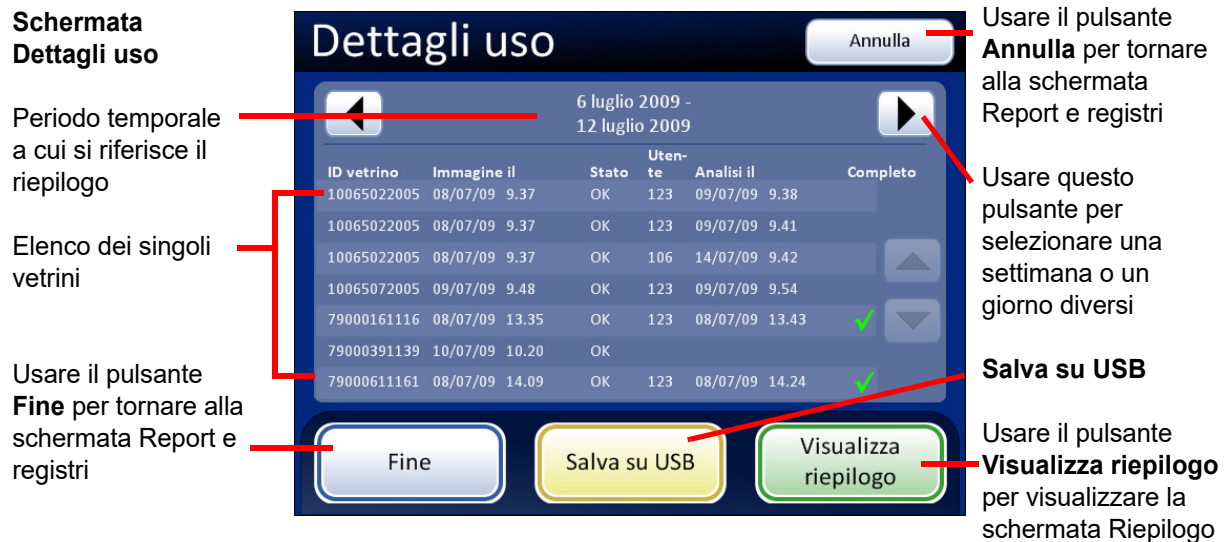 Schermata
Dettagli uso
Periodo temporale
a cui si riferisce il
riepilogo
Elenco dei singoli
vetrini
Usare il pulsante
Fine per tornare alla
schermata Report e
registri
Dettagli uso
Annulla
6 luglio 2009 -
12 luglio 2009
ID vetrino Immagine il Stato Uten-
te Analisi il Completo
10065022005 08/07/09 9.37 OK 123 09/07/09 9.38
10065022005 08/07/09 9.37 OK 123 09/07/09 9.41
10065022005 08/07/09 9.37 OK 106 14/07/09 9.42
10065072005 09/07/09 9.48 OK 123 09/07/09 9.54
79000161116 08/07/09 13.35 OK 123 08/07/09 13.43
79000391139 10/07/09 10.20 OK
79000611161 08/07/09 14.09 OK 123 08/07/09 14.24
Fine
Salva su USB
Visualizza
riepilogo
Usare il pulsante
Annulla per tornare
alla schermata
Report e registri
Usare questo
pulsante per
selezionare una
settimana o un
giorno diversi
Salva su USB
Usare il pulsante
Visualizza riepilogo
per visualizzare la
schermata Riepilogo